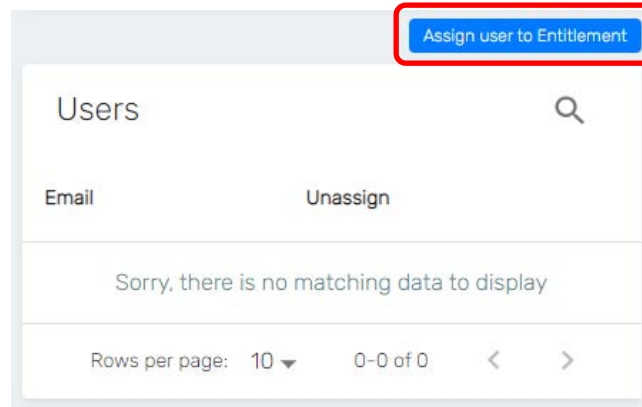 Assign user to Entitlement
Users
Email Unassign
Sorry, there is no matching data to display
Rows per page: 10 0-0 of 0